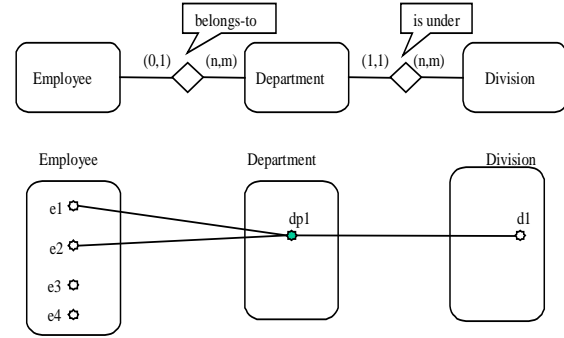 belongs-to
is under
Employee (0,1) (n,m) Department (1,1) (n,m) Division
Employee Department Division
e1
dp1 d1
e2
e3
e4